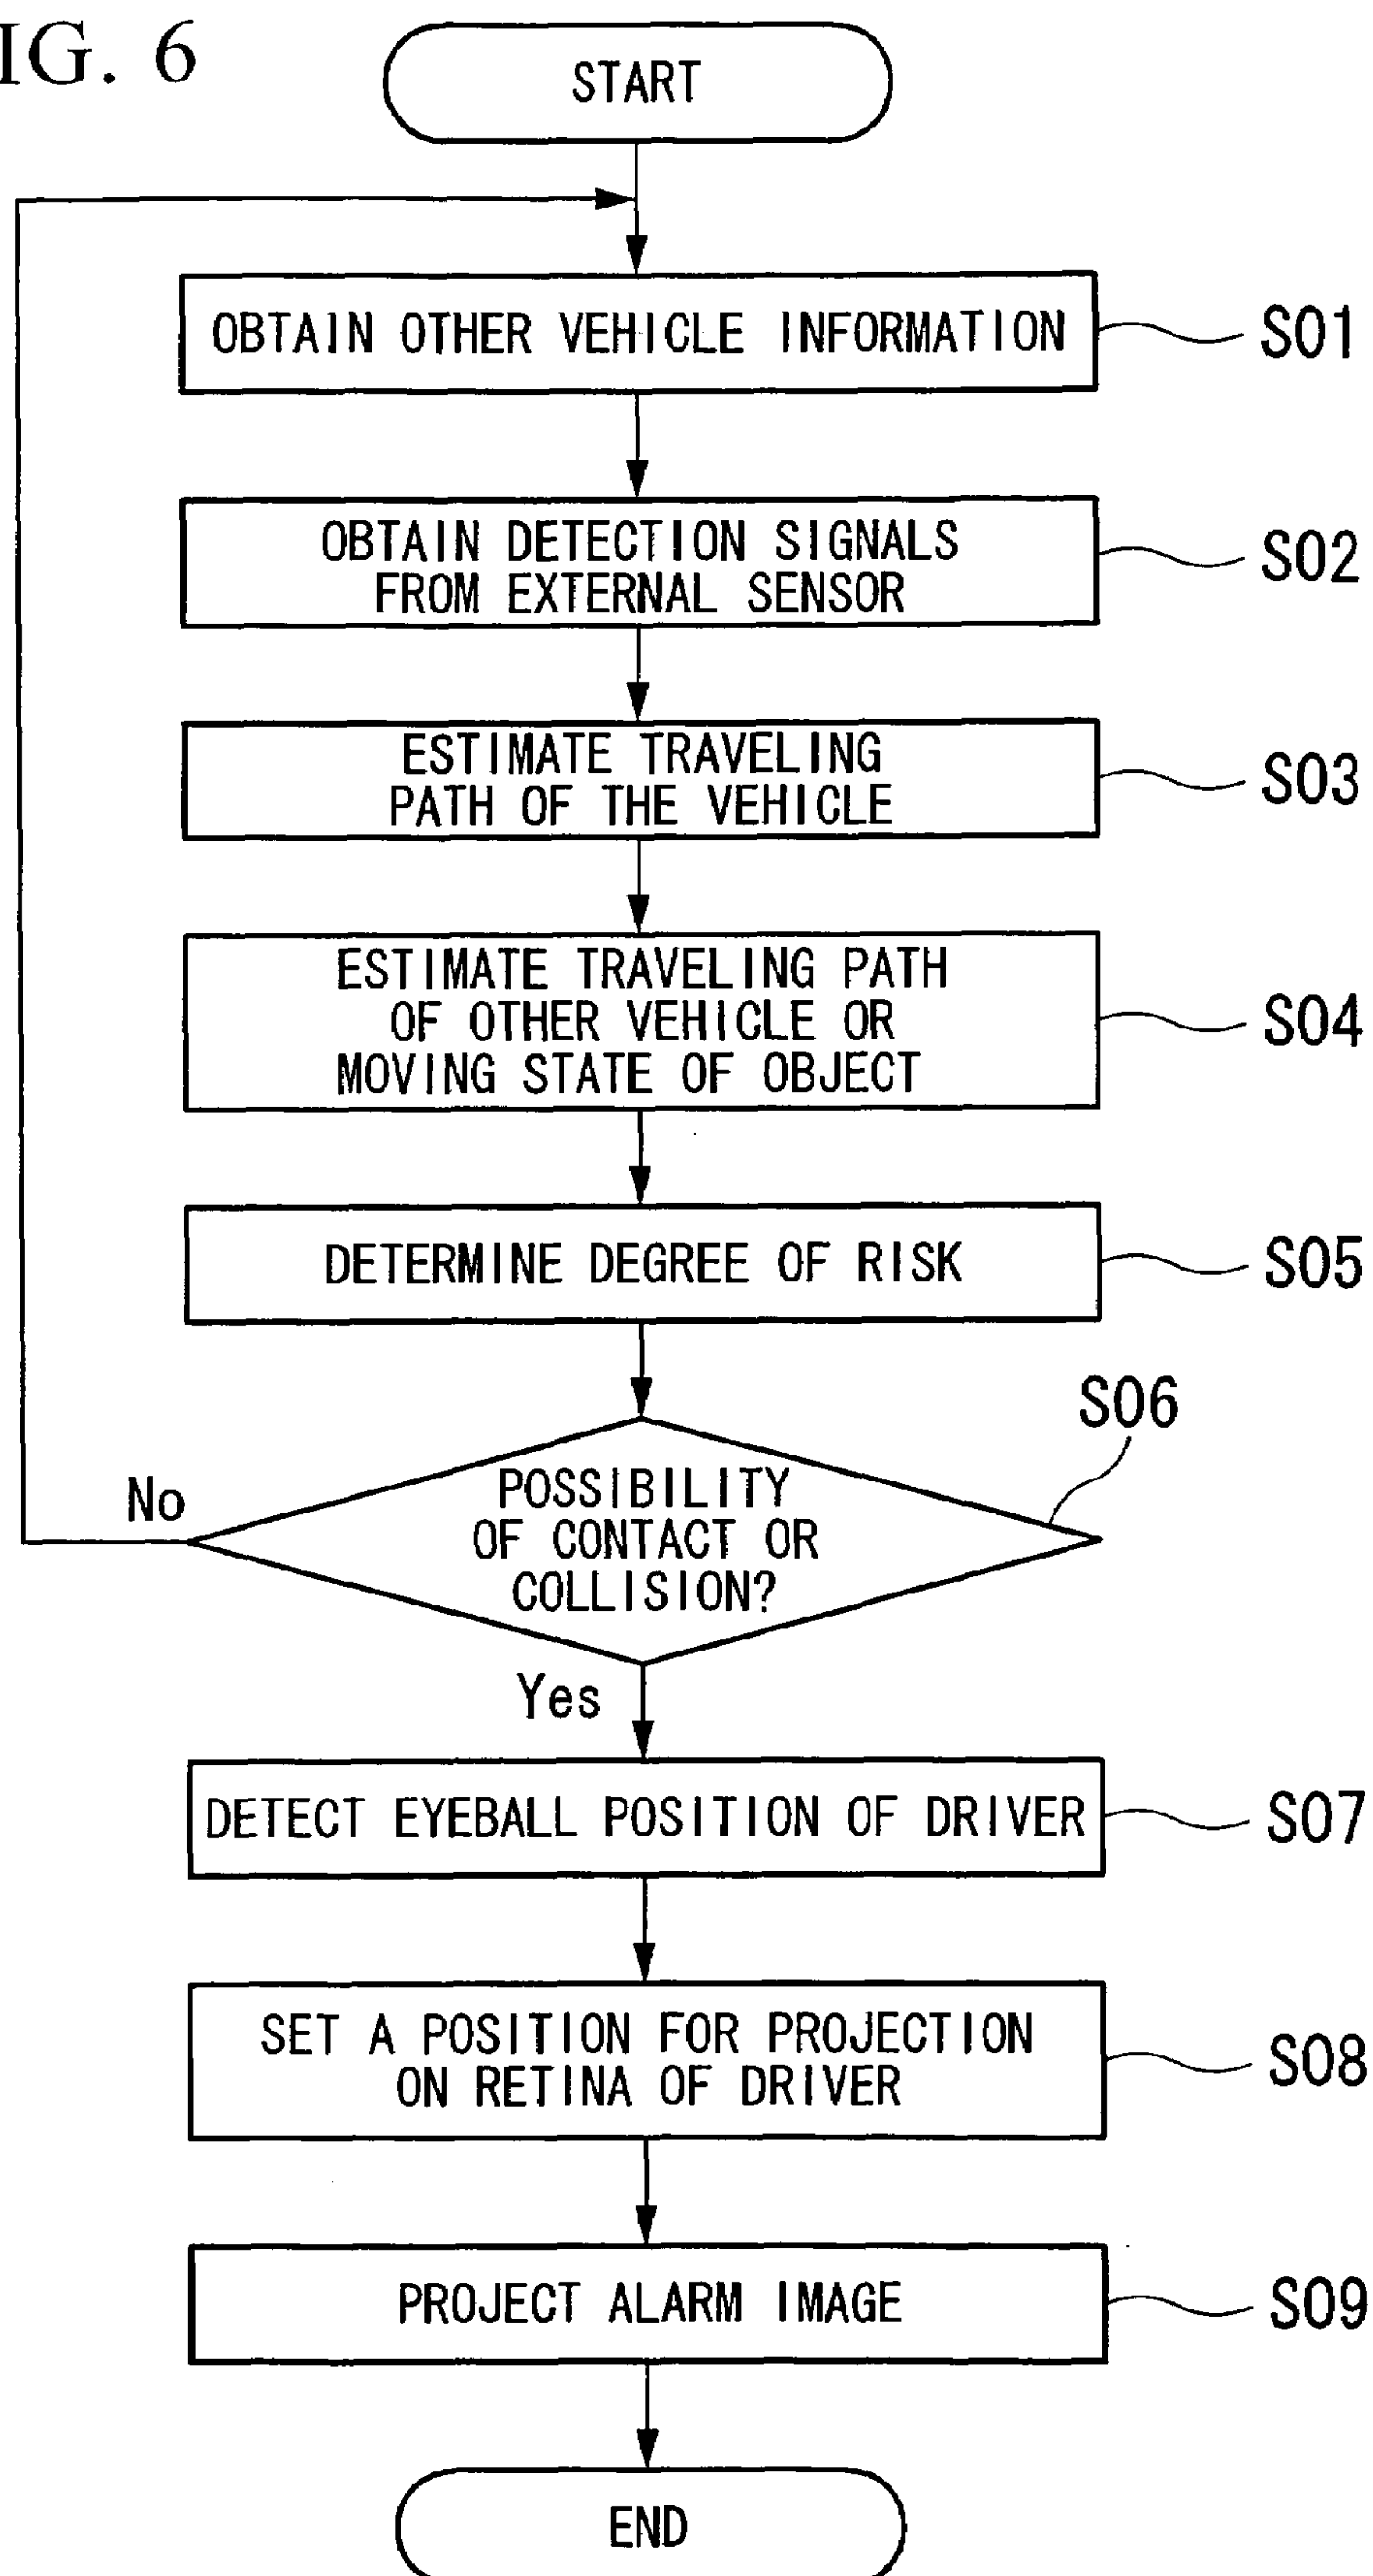 IG. 6
START
OBTAIN OTHER VEHICLE INFORMATION
S01
OBTAIN DETECTION SIGNALS
FROM EXTERNAL SENSOR
S02
ESTIMATE TRAVELING
PATH OF THE VEHICLE
S03
ESTIMATE TRAVELING PATH
OF OTHER VEHICLE OR
MOVING STATE OF OBJECT
S04
DETERMINE DEGREE OF RISK
S05
S06
POSSIBILITY
OF CONTACT OR
COLLISION?
No
Yes
DETECT EYEBALL POSITION OF DRIVER
S07
SET A POSITION FOR PROJECTION
ON RETINA OF DRIVER
S08
PROJECT ALARM IMAGE
S09
END